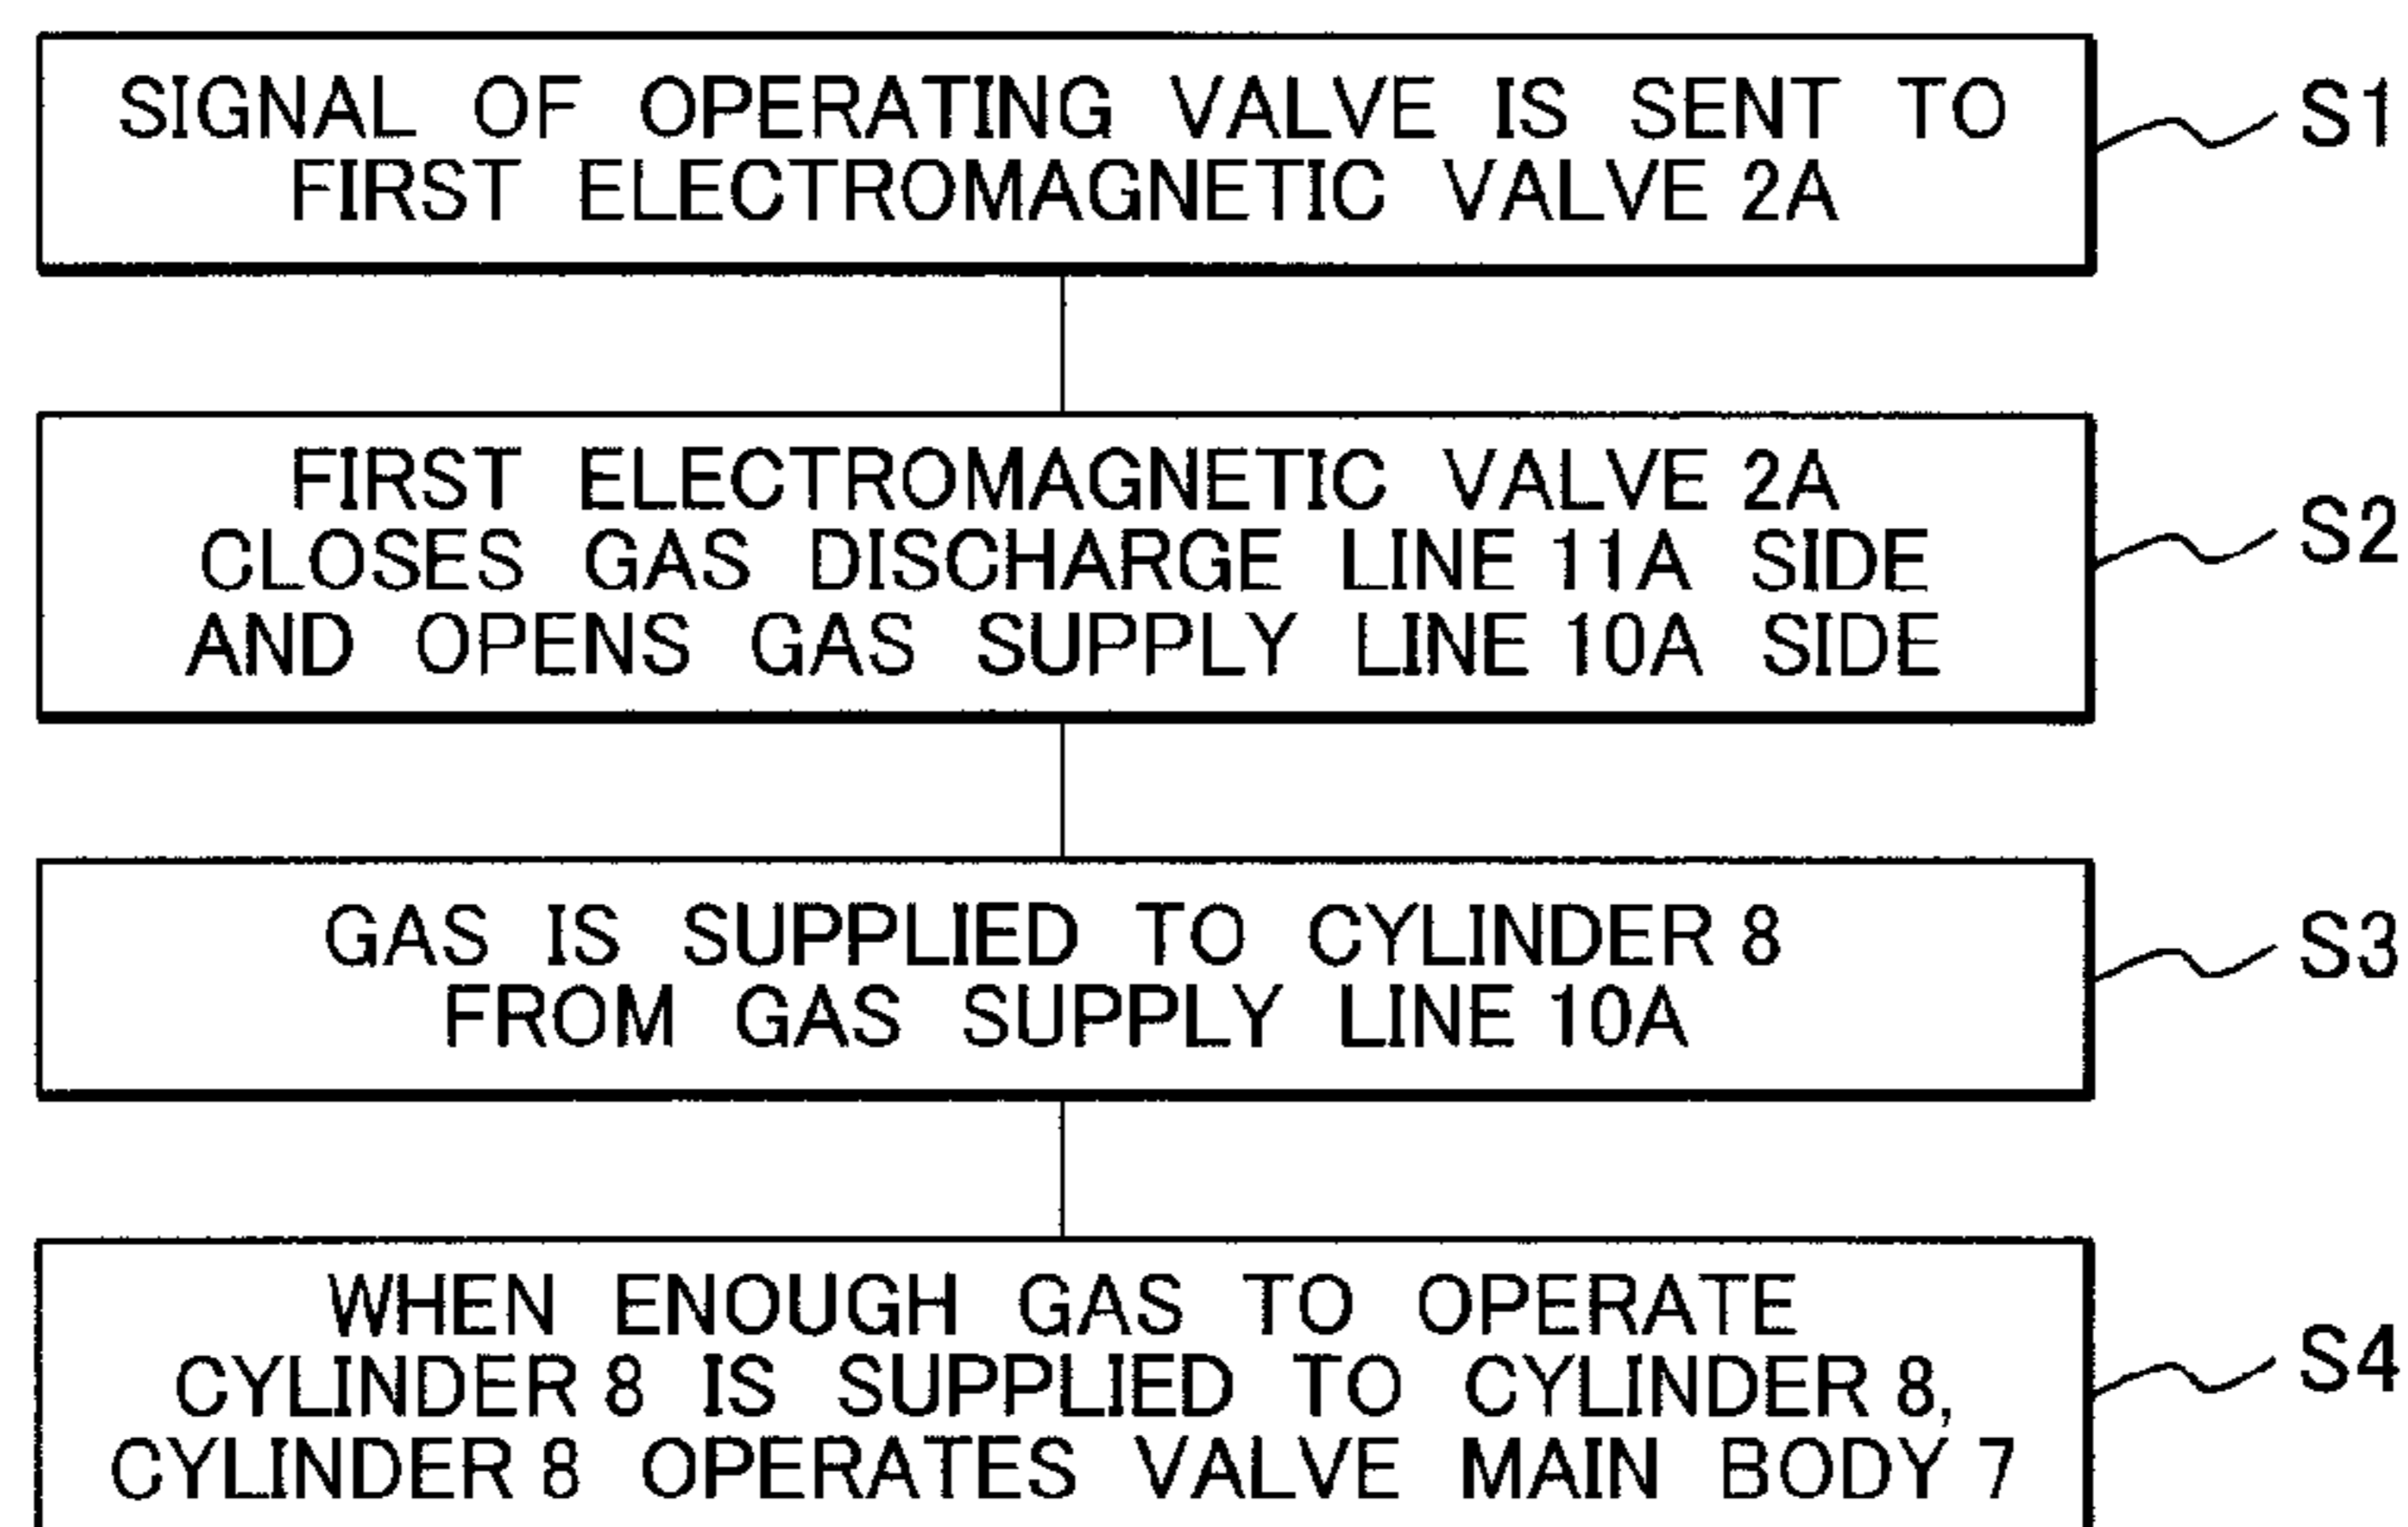 SIGNAL OF OPERATING VALVE IS SENT TO
FIRST ELECTROMAGNETIC VALVE 2A
S1
FIRST ELECTROMAGNETIC VALVE 2A
CLOSES GAS DISCHARGE LINE 11A SIDE
AND OPENS GAS SUPPLY LINE 10A SIDE
S2
GAS IS SUPPLIED TO CYLINDER 8
FROM GAS SUPPLY LINE 10A
S3
WHEN ENOUGH GAS TO OPERATE
CYLINDER 8 IS SUPPLIED TO CYLINDER 8,
CYLINDER 8 OPERATES VALVE MAIN BODY 7
S4